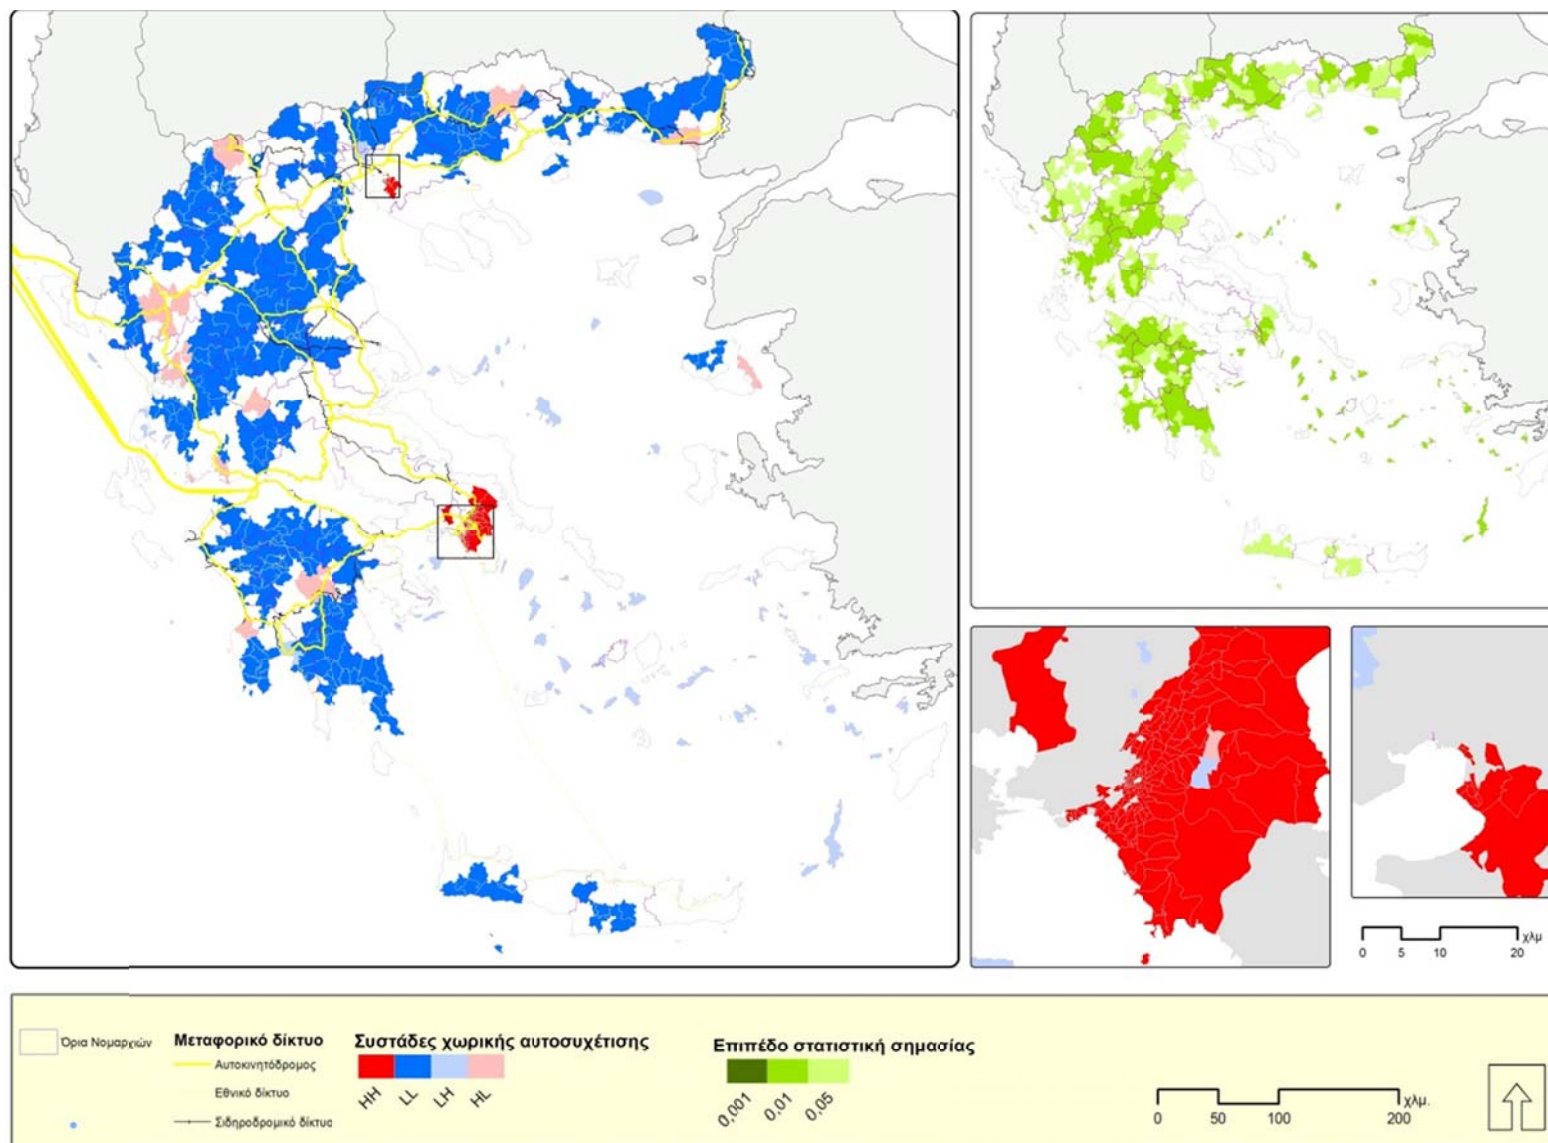 0 5 10 20 χλμ
Όρια Νομαρχιών
Μεταφορικό δίκτυο
Αυτοκινητόδρομος
Εθνικό δίκτυο
Σιδηροδρομικό δίκτυο
Συστάδες χωρικής αυτοσυχέτισης
HH LL LH HL
Επιπέδο στατιστική σημασίας
0,001 0,01 0,05
0 50 100 200 χλμ.